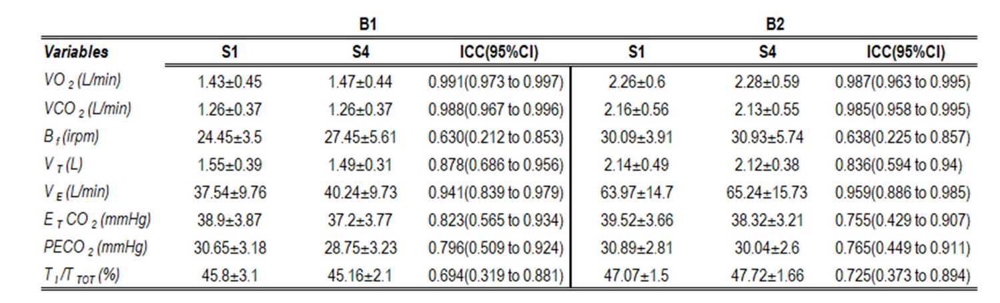 B1 B2
Variables S1 S4 ICC(95%CI) S1 S4 ICC(95%CI)
VO 2 (L/min) 1.43±0.45 1.47±0.44 0.991(0.973 to 0.997) 2.26±0.6 2.28±0.59 0.987(0.963 to 0.995)
VCO 2 (L/min) 1.26±0.37 1.26±0.37 0.988(0.967 to 0.996) 2.16±0.56 2.13±0.55 0.985(0.958 to 0.995)
B f (irpm) 24.45±3.5 27.45±5.61 0.630(0.212 to 0.853) 30.09±3.91 30.93±5.74 0.638(0.225 to 0.857)
V T (L) 1.55±0.39 1.49±0.31 0.878(0.686 to 0.956) 2.14±0.49 2.12±0.38 0.836(0.594 to 0.94)
V E (L/min) 37.54±9.76 40.24±9.73 0.941(0.839 to 0.979) 63.97±14.7 65.24±15.73 0.959(0.886 to 0.985)
E T CO 2 (mmHg) 38.9±3.87 37.2±3.77 0.823(0.565 to 0.934) 39.52±3.66 38.32±3.21 0.755(0.429 to 0.907)
PECO 2 (mmHg) 30.65±3.18 28.75±3.23 0.796(0.509 to 0.924) 30.89±2.81 30.04±2.6 0.765(0.449 to 0.911)
T I /T TOT (%) 45.8±3.1 45.16±2.1 0.694(0.319 to 0.881) 47.07±1.5 47.72±1.66 0.725(0.373 to 0.894)